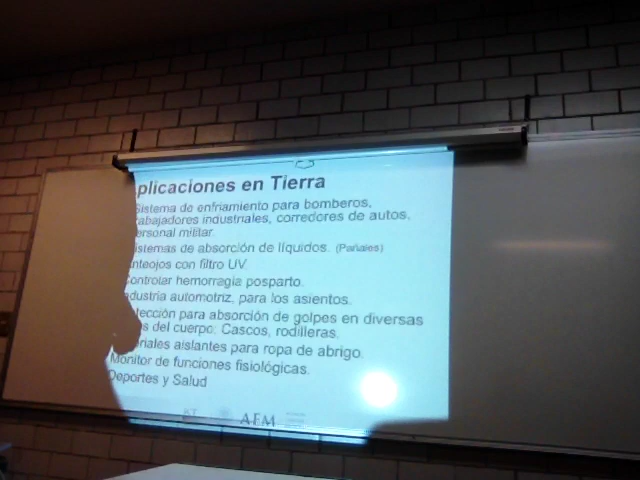 plicaciones en Tierra
Sistema de enfriamiento para bomberos,
abajadores industriales, corredores de autos,
ersonal militar.
istemas de absorción de líquidos. (Pañales)
nteojos con filtro UV.
Controlar hemorragia posparto.
dustria automotriz, para los asientos.
tección para absorción de golpes en diversas
s del cuerpo: Cascos, rodilleras.
riales aislantes para ropa de abrigo.
Monitor de funciones fisiológicas.
Deportes y Salud
AEM